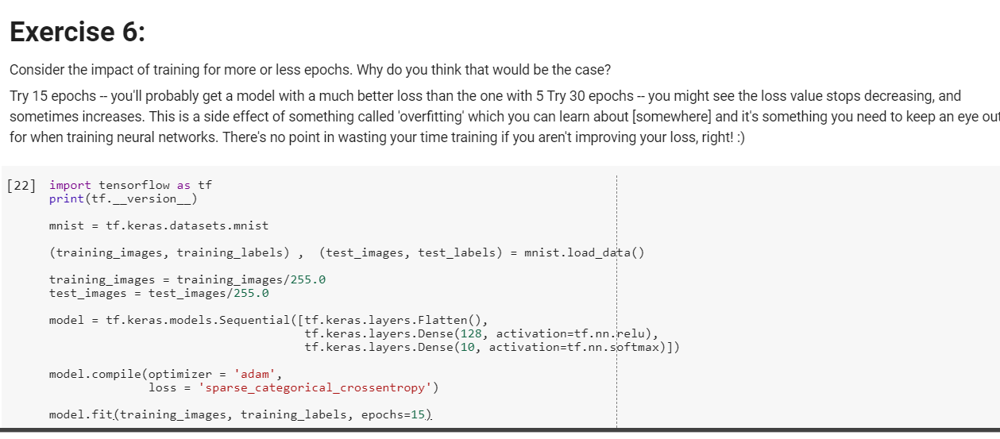 Exercise 6:
Consider the impact of training for more or less epochs. Why do you think that would be the case?
Try 15 epochs -- you'll probably get a model with a much better loss than the one with 5 Try 30 epochs -- you might see the loss value stops decreasing, and
sometimes increases. This is a side effect of something called 'overfitting' which you can learn about [somewhere] and it's something you need to keep an eye out
for when training neural networks. There's no point in wasting your time training if you aren't improving your loss, right! :)
[22] import tensorflow as tf
print(tf.__version__)
mnist = tf.keras.datasets.mnist
(training_images, training_labels) ,  (test_images, test_labels) = mnist.load_data()
training_images = training_images/255.0
test_images = test_images/255.0
model = tf.keras.models.Sequential([tf.keras.layers.Flatten(),
tf.keras.layers.Dense(128, activation=tf.nn.relu),
tf.keras.layers.Dense(10, activation=tf.nn.softmax)])
model.compile(optimizer = 'adam',
loss = 'sparse_categorical_crossentropy')
model.fit(training_images, training_labels, epochs=15)